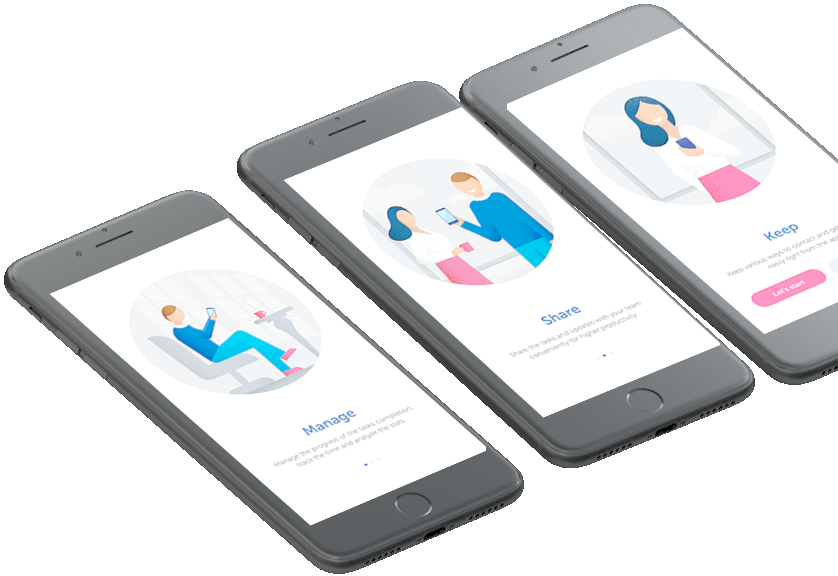 Manage
Manage the progress of the tasks completion,
track the time and analyze the stats
Share
Share the tasks and updates with your team
conveniently for higher productivity
Keep
Keep various ways to contact and get
easily right from the app
Let's start